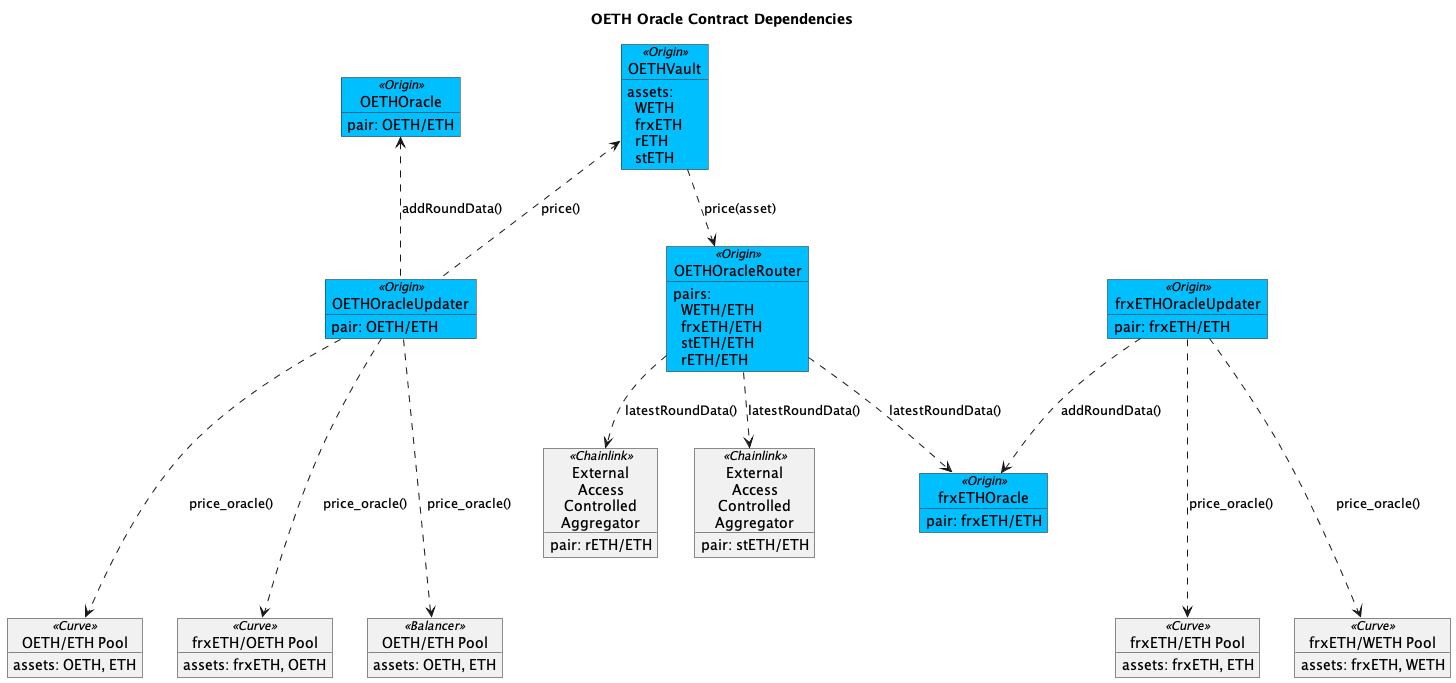 OETH Oracle Contract Dependencies
«Origin»
OETHVault
assets:
WETH
frxETH
rETH
stETH
«Origin»
OETHOracle
pair: OETH/ETH
addRoundData()
price()
price(asset)
«Origin»
OETHOracleUpdater
pair: OETH/ETH
«Origin»
OETHOracleRouter
pairs:
WETH/ETH
frxETH/ETH
stETH/ETH
rETH/ETH
«Origin»
frxETHOracleUpdater
pair: frxETH/ETH
latestRoundData()
latestRoundData()
latestRoundData()
addRoundData()
«Chainlink»
External
Access
Controlled
Aggregator
pair: rETH/ETH
«Chainlink»
External
Access
Controlled
Aggregator
pair: stETH/ETH
«Origin»
frxETHOracle
pair: frxETH/ETH
price_oracle()
price_oracle()
price_oracle()
price_oracle()
price_oracle()
«Curve»
OETH/ETH Pool
assets: OETH, ETH
«Curve»
frxETH/OETH Pool
assets: frxETH, OETH
«Balancer»
OETH/ETH Pool
assets: OETH, ETH
«Curve»
frxETH/ETH Pool
assets: frxETH, ETH
«Curve»
frxETH/WETH Pool
assets: frxETH, WETH